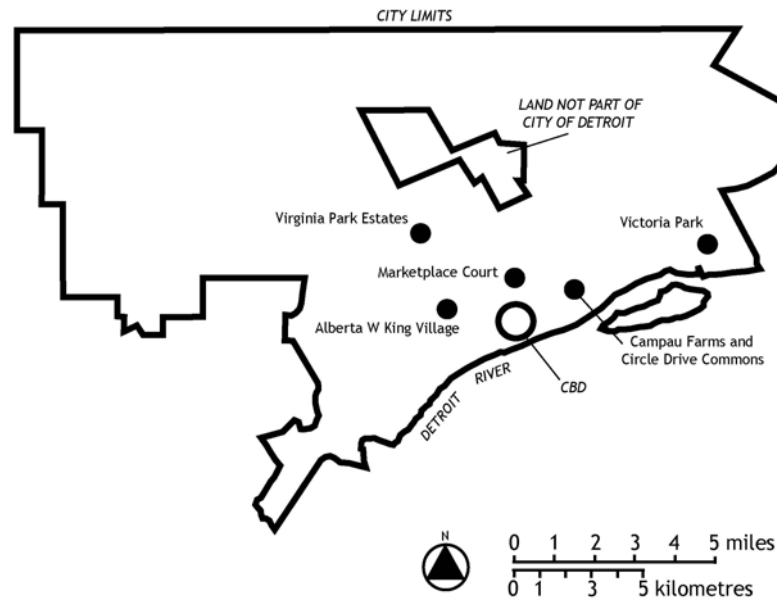 CITY LIMITS
LAND NOT PART OF
CITY OF DETROIT
Virginia Park Estates
Victoria Park
Marketplace Court
Alberta W King Village
Campau Farms and
Circle Drive Commons
CBD
DETROIT RIVER
N
0 1 2 3 4 5 miles
0 1 3 5 kilometres